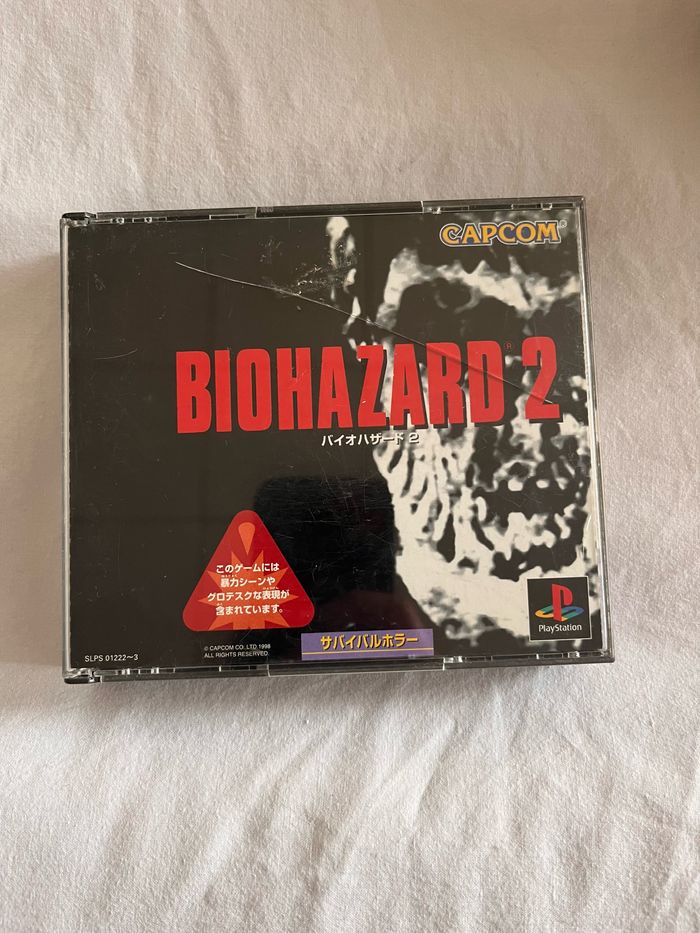 CAPCOM®
BIOHAZARD® 2
バイオハザード 2
このゲームには
暴力シーンや
グロテスクな表現が
含まれています。
SLPS 01222〜3
© CAPCOM CO., LTD. 1998
ALL RIGHTS RESERVED.
サバイバルホラー
PlayStation